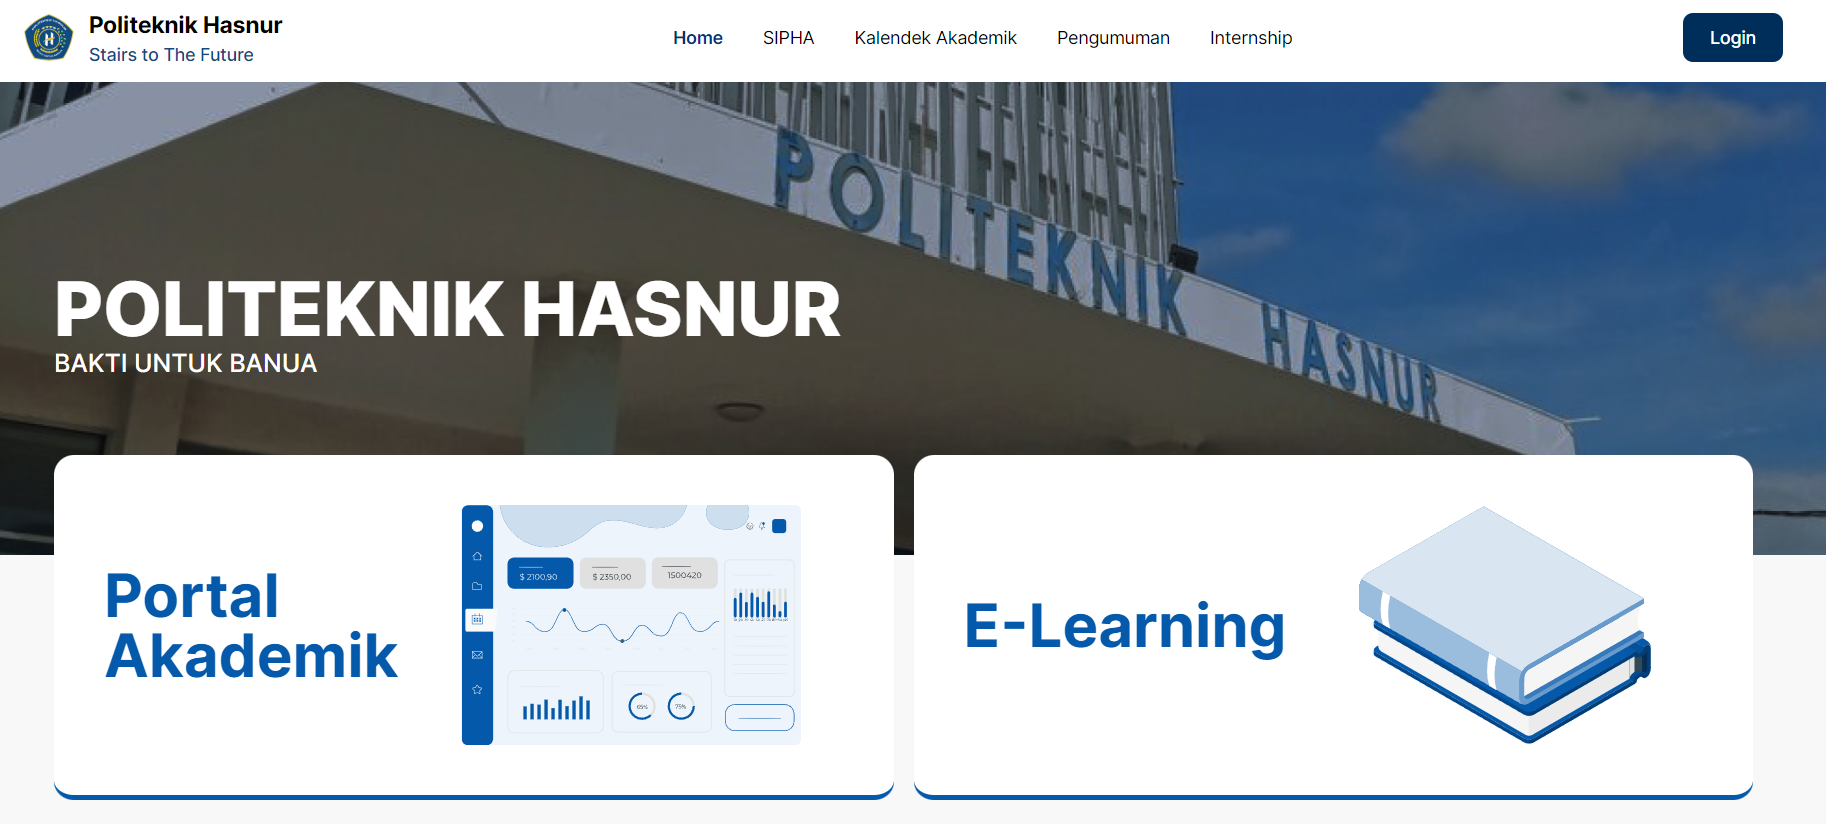 Politeknik Hasnur
Stairs to The Future
Home
SIPHA
Kalendek Akademik
Pengumuman
Internship
Login
POLITEKNIK HASNUR
POLITEKNIK HASNUR
BAKTI UNTUK BANUA
Portal
Akademik
$ 2100,90
$ 2350,00
1500420
65%
75%
E-Learning